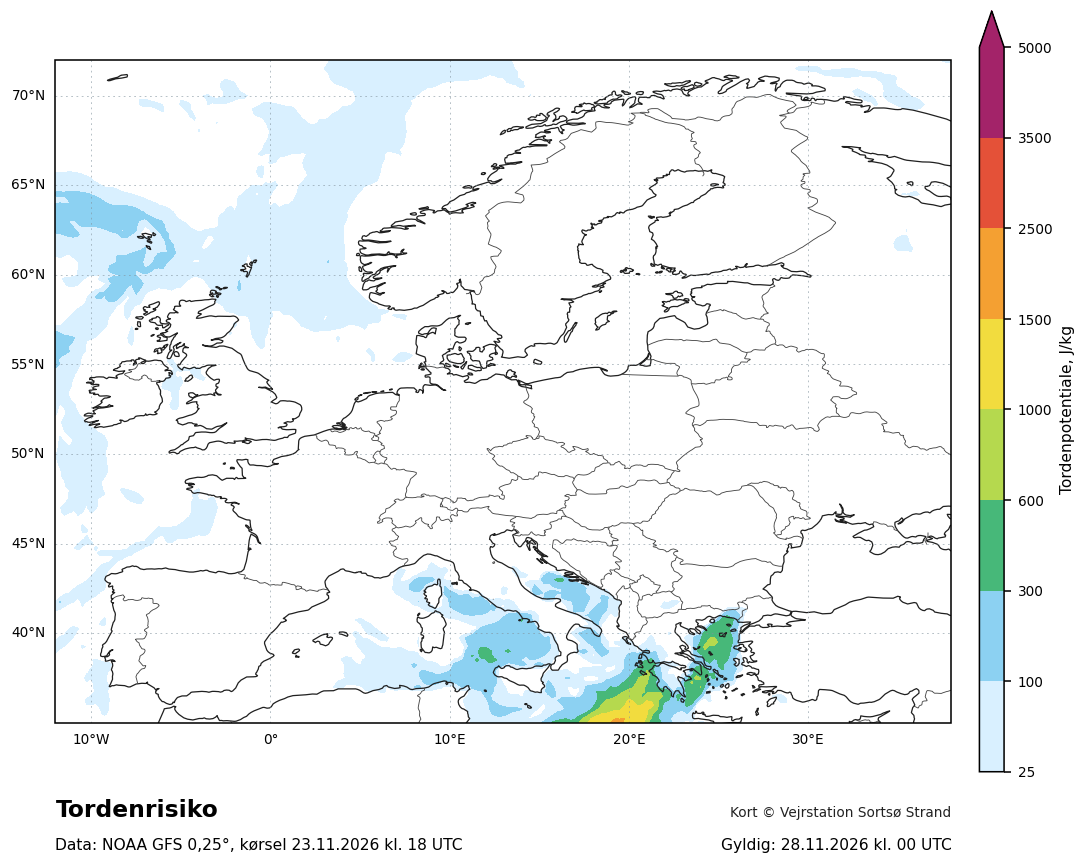 70°N
65°N
60°N
55°N
50°N
45°N
40°N
10°W
0°
10°E
20°E
30°E
5000
3500
2500
1500
1000
600
300
100
25
Tordenpotentiale, J/kg
Tordenrisiko
Kort © Vejrstation Sortsø Strand
Data: NOAA GFS 0,25°, kørsel 23.11.2026 kl. 18 UTC
Gyldig: 28.11.2026 kl. 00 UTC